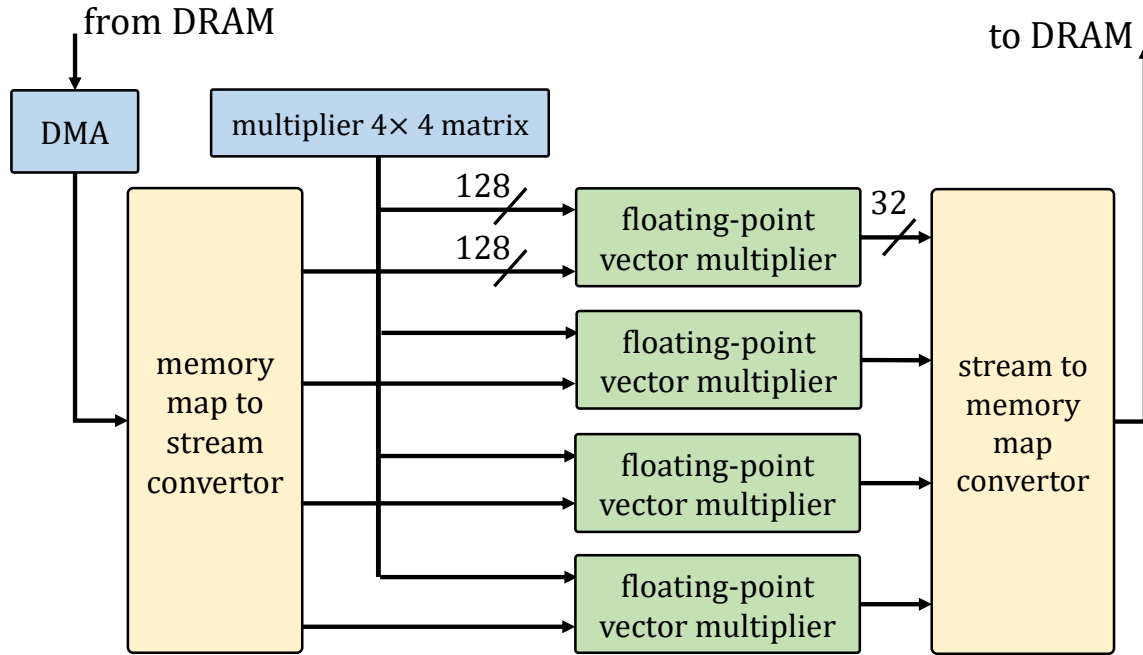 from DRAM
to DRAM
DMA
multiplier 4× 4 matrix
128
128
32
floating-point
vector multiplier
floating-point
vector multiplier
floating-point
vector multiplier
floating-point
vector multiplier
memory
map to
stream
convertor
stream to
memory
map
convertor